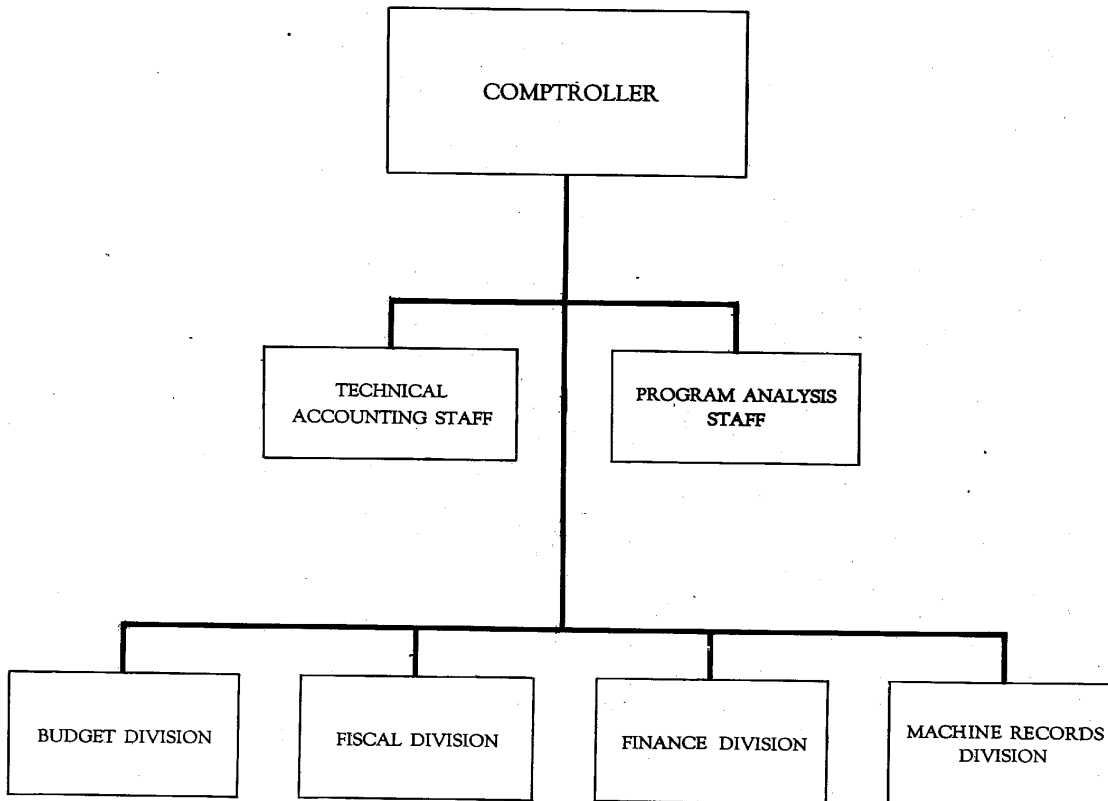 COMPTROLLER
TECHNICAL
ACCOUNTING STAFF
PROGRAM ANALYSIS
STAFF
BUDGET DIVISION
FISCAL DIVISION
FINANCE DIVISION
MACHINE RECORDS
DIVISION